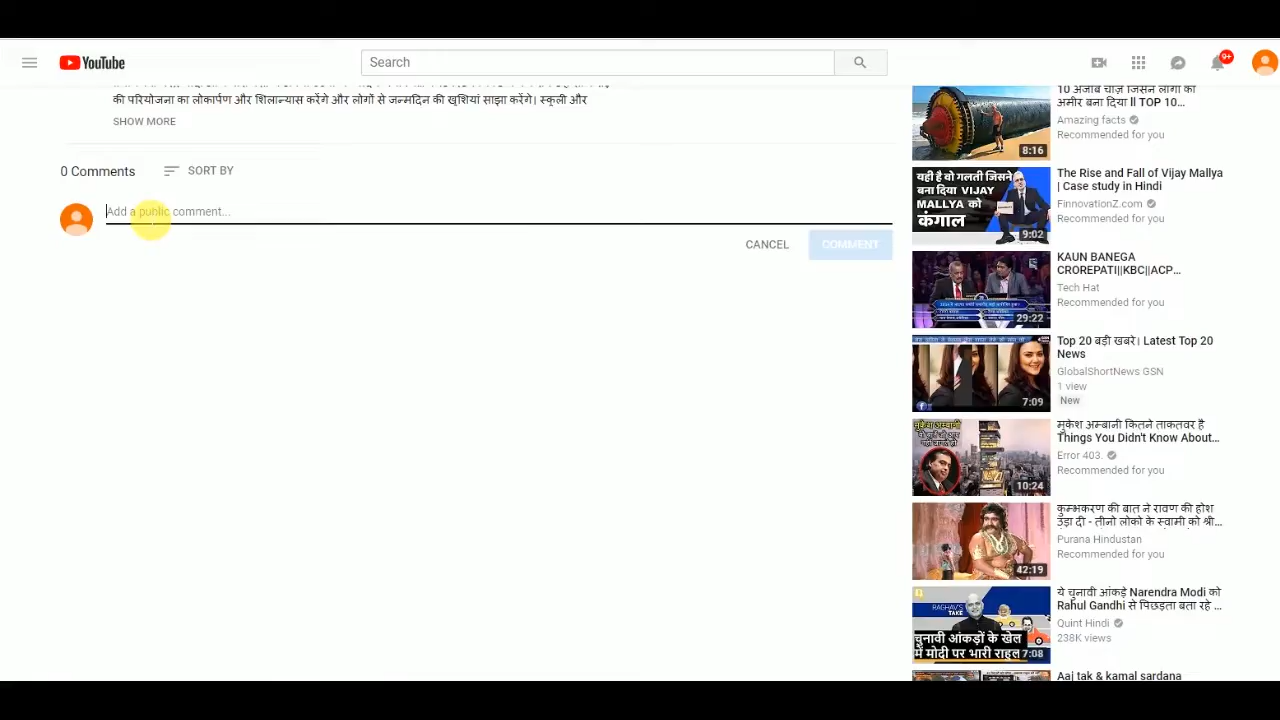 YouTube
Search
9+
की परियोजना का लोकार्पण और शिलान्यास करेंगे और लोगों से जन्मदिन की खुशियां साझा करेंगे। स्कूली और
SHOW MORE
0 Comments
SORT BY
Add a public comment...
CANCEL
COMMENT
10 अजीब चीज़ें जिसने लोगों को
अमीर बना दिया ll TOP 10...
Amazing facts
Recommended for you
8:16
यही है वो गलती जिसने
बना दिया VIJAY
MALLYA को
कंगाल
9:02
The Rise and Fall of Vijay Mallya
| Case study in Hindi
FinnovationZ.com
Recommended for you
29:22
KAUN BANEGA
CROREPATI||KBC||ACP...
Tech Hat
Recommended for you
7:09
Top 20 बड़ी खबरे। Latest Top 20
News
GlobalShortNews GSN
1 view
New
10:24
मुकेश अम्बानी कितने ताकतवर है
Things You Didn't Know About...
Error 403.
Recommended for you
42:19
कुम्भकरण की बात ने रावण की होश
उड़ा दी - तीनो लोको के स्वामी को श्री...
Purana Hindustan
Recommended for you
RAGHAV'S
TAKE
चुनावी आंकड़ों के खेल
में मोदी पर भारी राहुल
7:08
ये चुनावी आंकड़े Narendra Modi को
Rahul Gandhi से पिछड़ता बता रहे ...
Quint Hindi
238K views
Aaj tak & kamal sardana